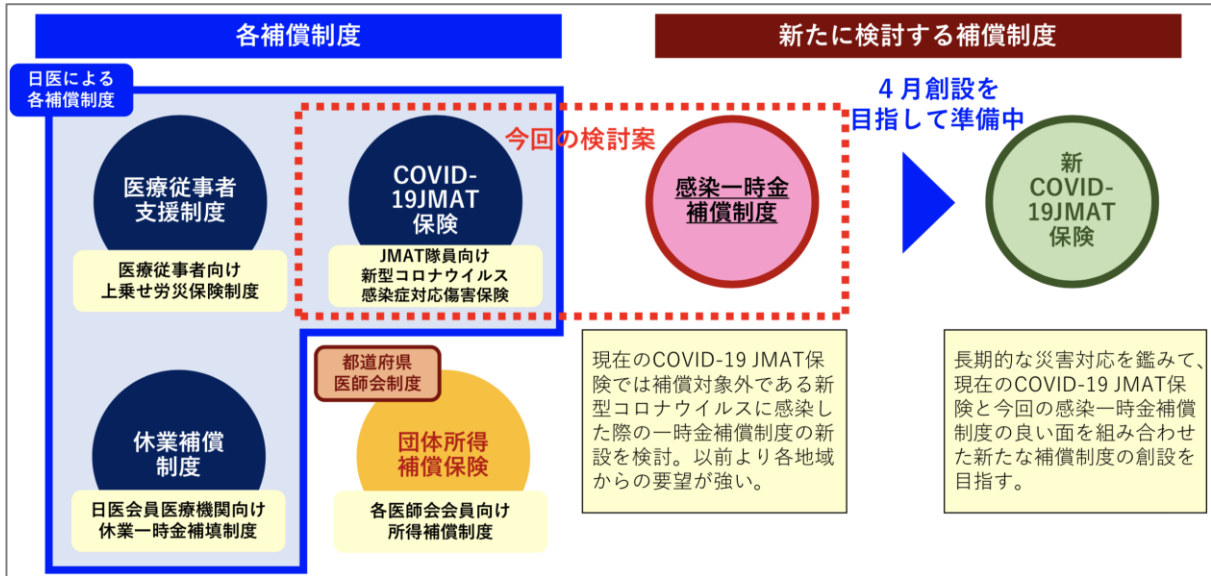 各補償制度
新たに検討する補償制度
日医による
各補償制度
今回の検討案
4月創設を
目指して準備中
医療従事者
支援制度
医療従事者向け
上乗せ労災保険制度
COVID-
19JMAT
保険
JMAT隊員向け
新型コロナウイルス
感染症対応傷害保険
感染一時金
補償制度
新
COVID-
19JMAT
保険
休業補償
制度
日医会員医療機関向け
休業一時金補填制度
都道府県
医師会制度
団体所得
補償保険
各医師会会員向け
所得補償制度
現在のCOVID-19 JMAT保
険では補償対象外である新
型コロナウイルスに感染し
た際の一時金補償制度の新
設を検討。以前より各地域
からの要望が強い。
長期的な災害対応を鑑みて、
現在のCOVID-19 JMAT保
険と今回の感染一時金補償
制度の良い面を組み合わせ
た新たな補償制度の創設を
目指す。